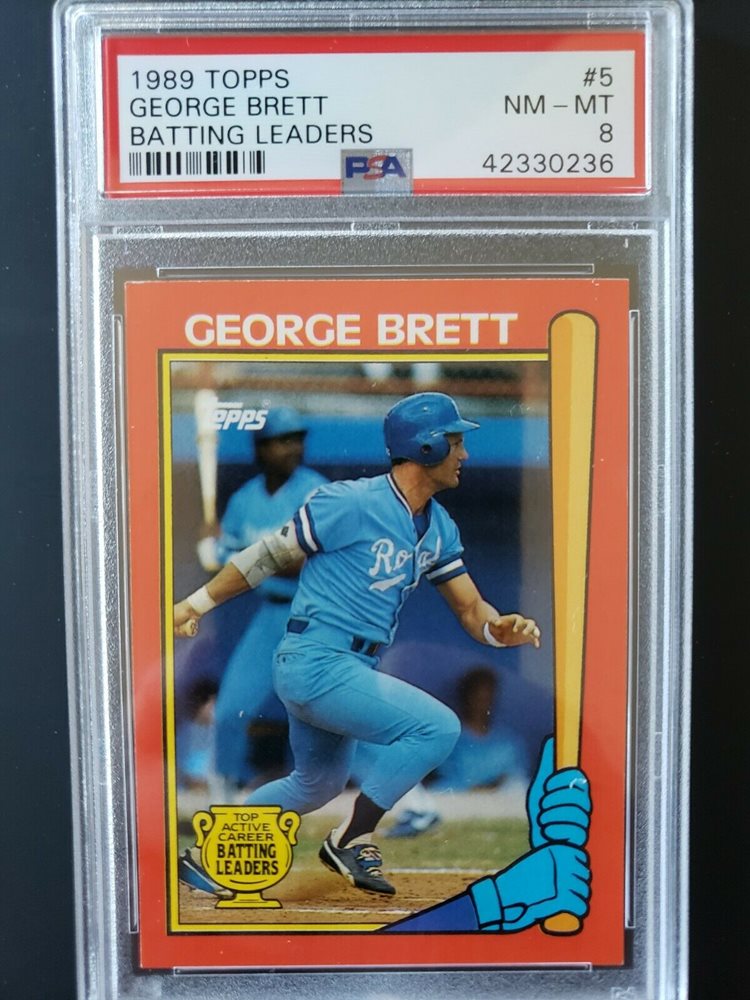 1989 TOPPS #5
GEORGE BRETT NM - MT
BATTING LEADERS 8
PSA 42330236
GEORGE BRETT
TOPPS
Royals
TOP
ACTIVE
CAREER
BATTING
LEADERS